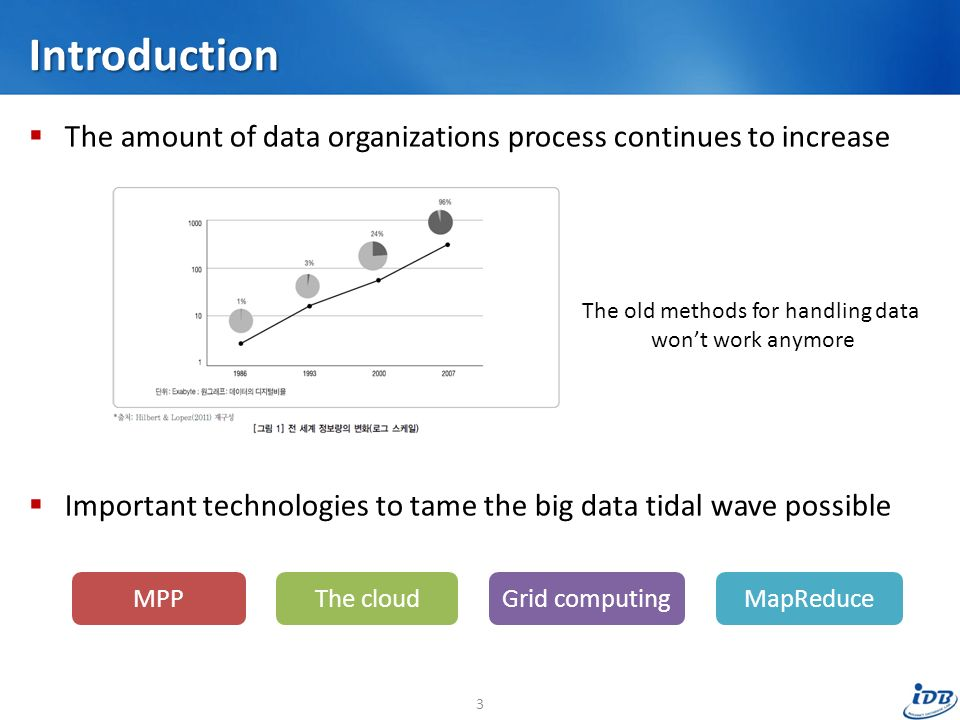 Introduction
▪ The amount of data organizations process continues to increase
96%
1000
24%
3%
100
1%
10
1
1986 1993 2000 2007
단위: Exabyte ; 원그래프: 데이터의 디지털비율
*출처: Hilbert & Lopez(2011) 재구성
[그림 1] 전 세계 정보량의 변화(로그 스케일)
The old methods for handling data
won’t work anymore
▪ Important technologies to tame the big data tidal wave possible
MPP The cloud Grid computing MapReduce
3
iDB